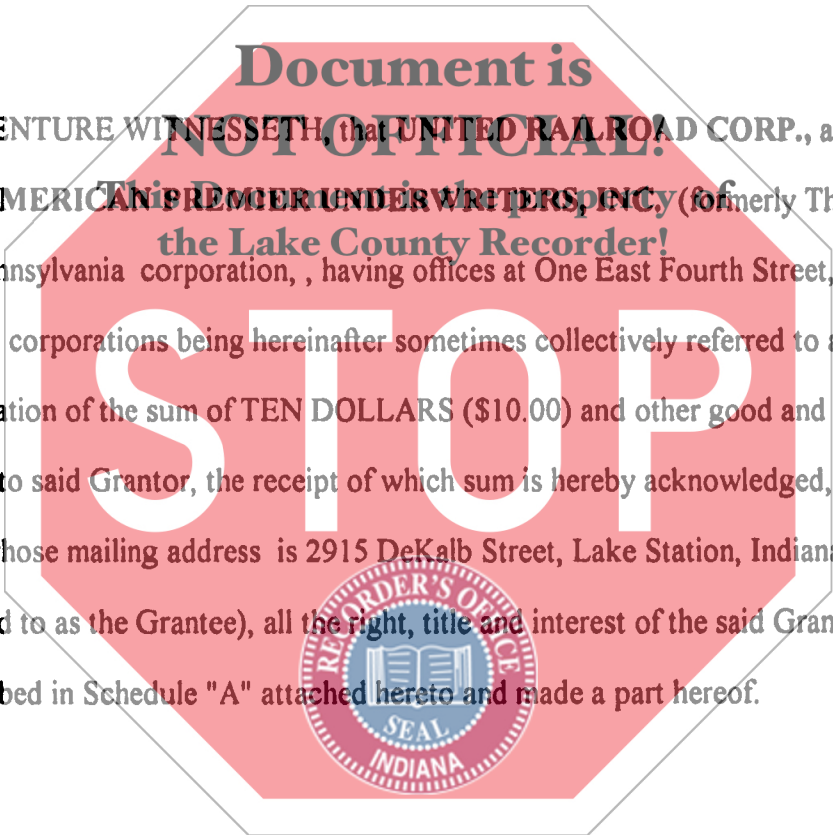 Document is
ENTURE WITNESSETH, that UNITED RAILROAD CORP., a
NOT OFFICIAL!
MERICAN PREMIER UNDERWRITERS, INC. (formerly Th
This Document is the property of
the Lake County Recorder!
nnsylvania corporation, , having offices at One East Fourth Street,
corporations being hereinafter sometimes collectively referred to a
STOP
ation of the sum of TEN DOLLARS ($10.00) and other good and
to said Grantor, the receipt of which sum is hereby acknowledged,
hose mailing address is 2915 DeKalb Street, Lake Station, Indiana
d to as the Grantee), all the right, title and interest of the said Gran
bed in Schedule "A" attached hereto and made a part hereof.
RECORDER'S OFFICE
SEAL
INDIANA